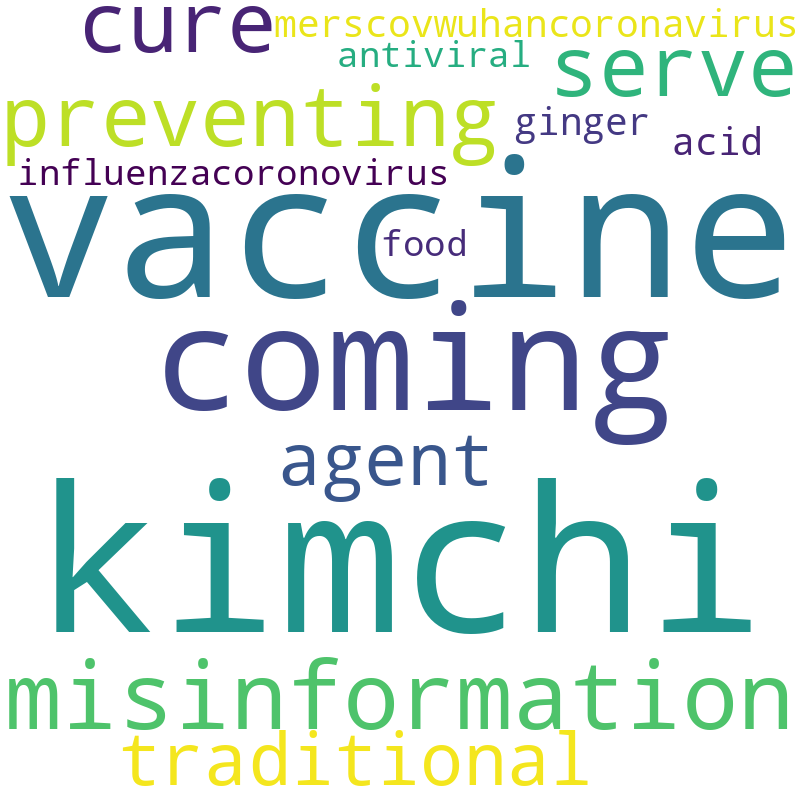 cure
merscovwuhancoronavirus
antiviral
serve
preventing
ginger
acid
influenzacoronovirus
vaccine
food
coming
agent
kimchi
misinformation
traditional